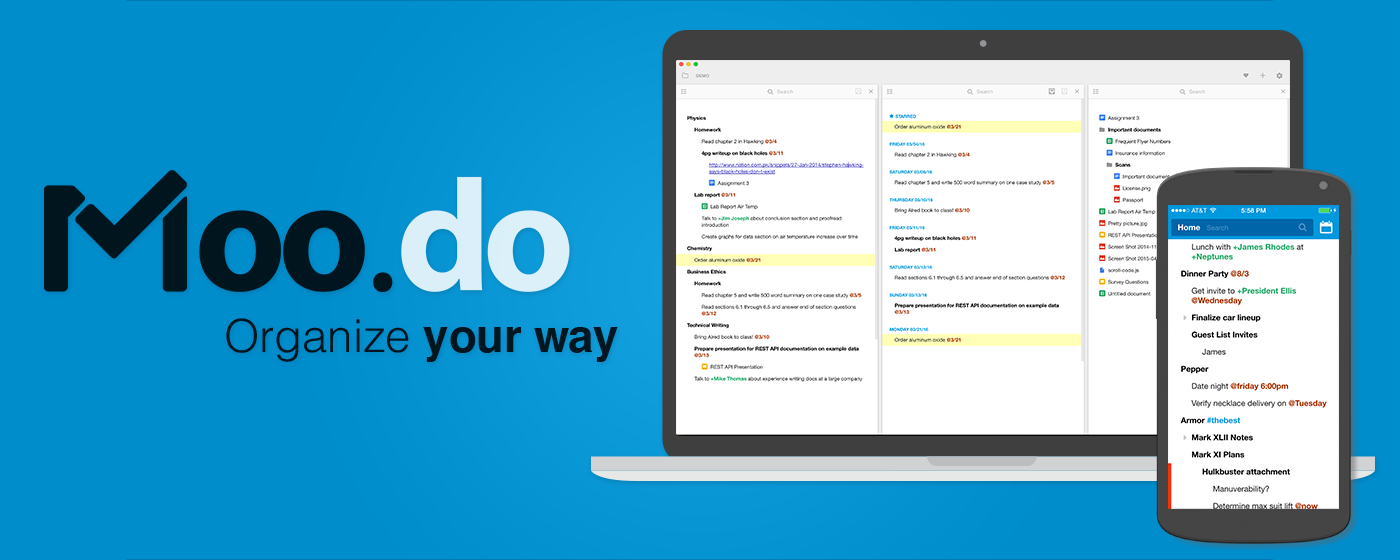 Moo.do
Organize your way
DEMO
Search
Physics
Homework
Read chapter 2 in Hawking @3/4
4pg writeup on black holes @3/11
http://www.nation.com.pk/snippets/27-Jan-2014/stephen-hawking-
says-black-holes-don-t-exist
Assignment 3
Lab report @3/11
Lab Report Air Temp
Talk to +Jim Joseph about conclusion section and proofread
introduction
Create graphs for data section on air temperature increase over time
Chemistry
Order aluminum oxide @3/21
Business Ethics
Homework
Read chapter 5 and write 500 word summary on one case study @3/5
Read sections 6.1 through 6.5 and answer end of section questions
@3/12
Technical Writing
Bring Aired book to class! @3/10
Prepare presentation for REST API documentation on example data
@3/13
REST API Presentation
Talk to +Mike Thomas about experience writing docs at a large company
Search
STARRED
Order aluminum oxide @3/21
FRIDAY 03/04/16
Read chapter 2 in Hawking @3/4
SATURDAY 03/05/16
Read chapter 5 and write 500 word summary on one case study @3/5
THURSDAY 03/10/16
Bring Aired book to class! @3/10
FRIDAY 03/11/16
4pg writeup on black holes @3/11
Lab report @3/11
SATURDAY 03/12/16
Read sections 6.1 through 6.5 and answer end of section questions @3/12
SUNDAY 03/13/16
Prepare presentation for REST API documentation on example data
@3/13
MONDAY 03/21/16
Order aluminum oxide @3/21
Search
Assignment 3
Important documents
Frequent Flyer Numbers
Insurance information
Scans
Important document
License.png
Passport
Lab Report Air Temp
Pretty picture.jpg
REST API Presentation
Screen Shot 2014-11
Screen Shot 2015-04
scroll-code.js
Survey Questions
Untitled document
AT&T 5:58 PM
Home Search
Lunch with +James Rhodes at
+Neptunes
Dinner Party @8/3
Get invite to +President Ellis
@Wednesday
Finalize car lineup
Guest List Invites
James
Pepper
Date night @friday 6:00pm
Verify necklace delivery on @Tuesday
Armor #thebest
Mark XLII Notes
Mark XI Plans
Hulkbuster attachment
Manuverability?
Determine max suit lift @now